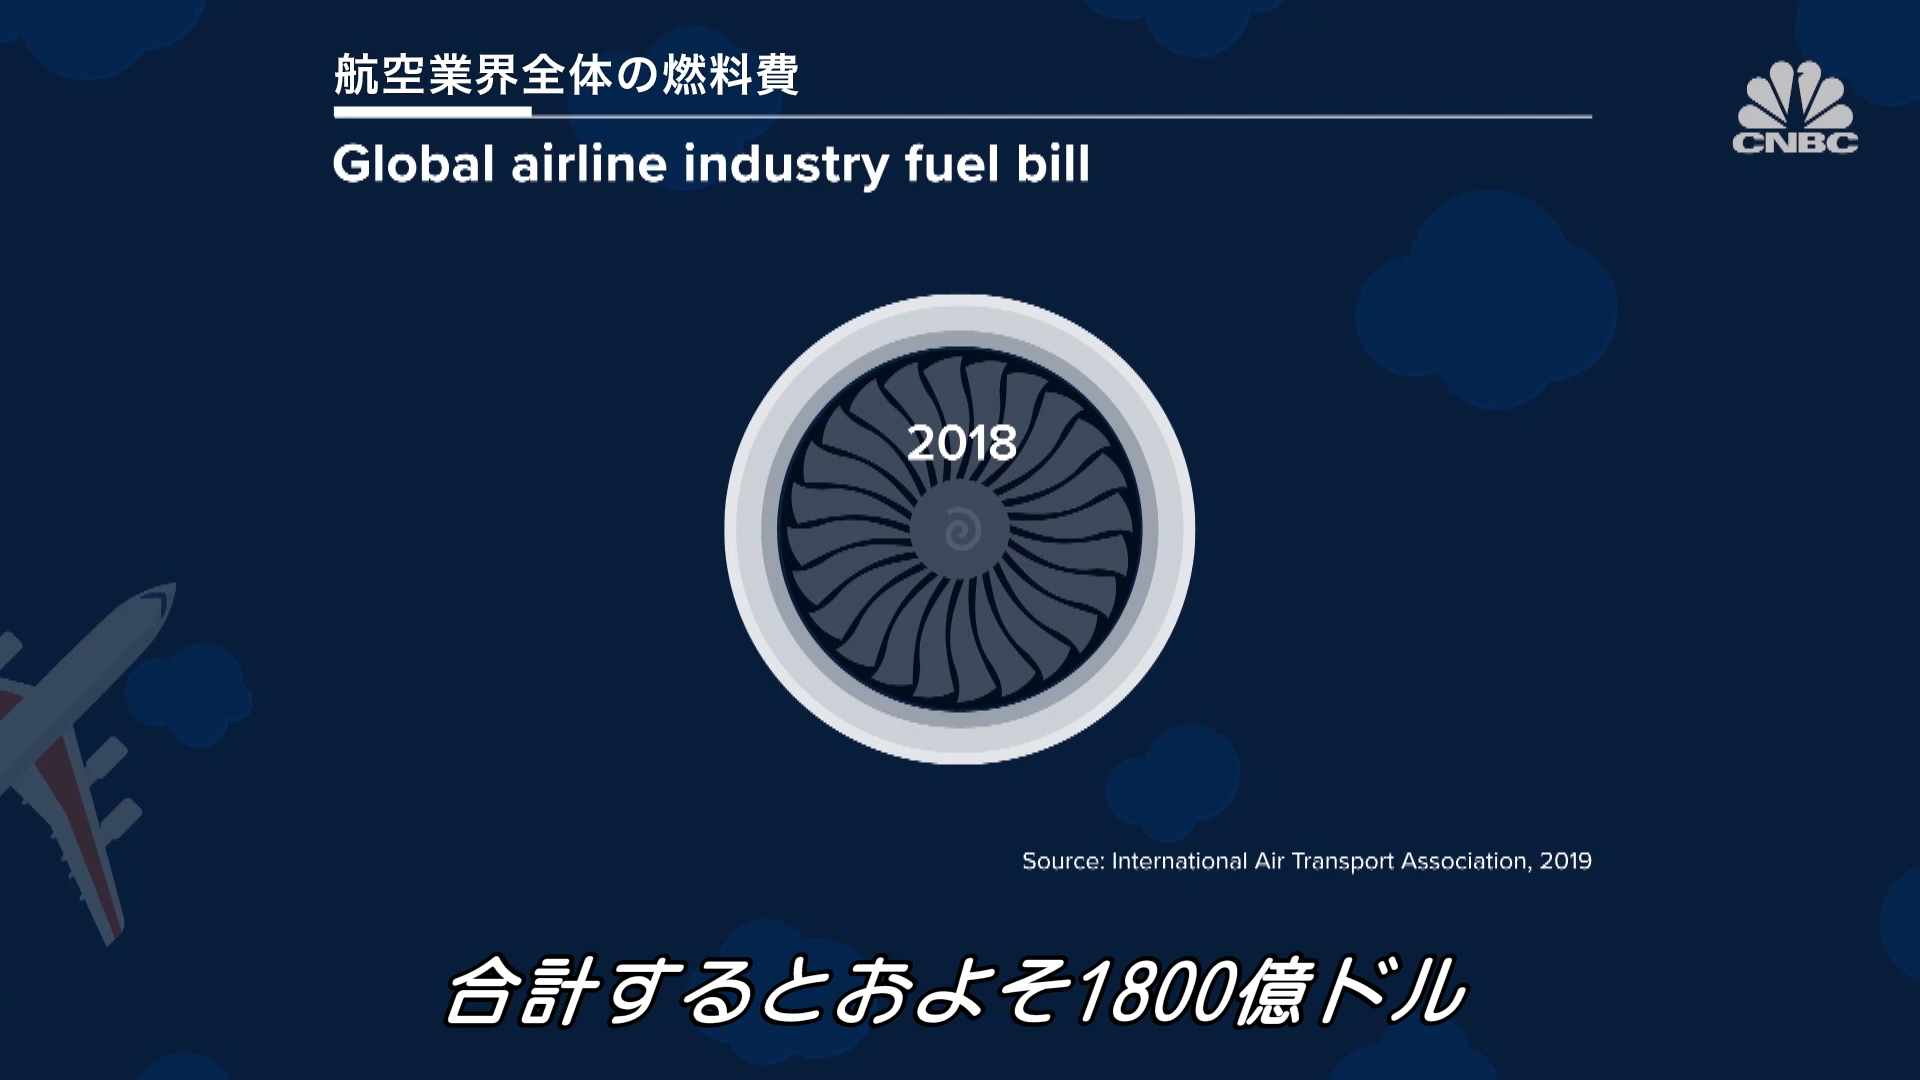 航空業界全体の燃料費
CNBC
Global airline industry fuel bill
2018
Source: International Air Transport Association, 2019
合計するとおよそ1800億ドル